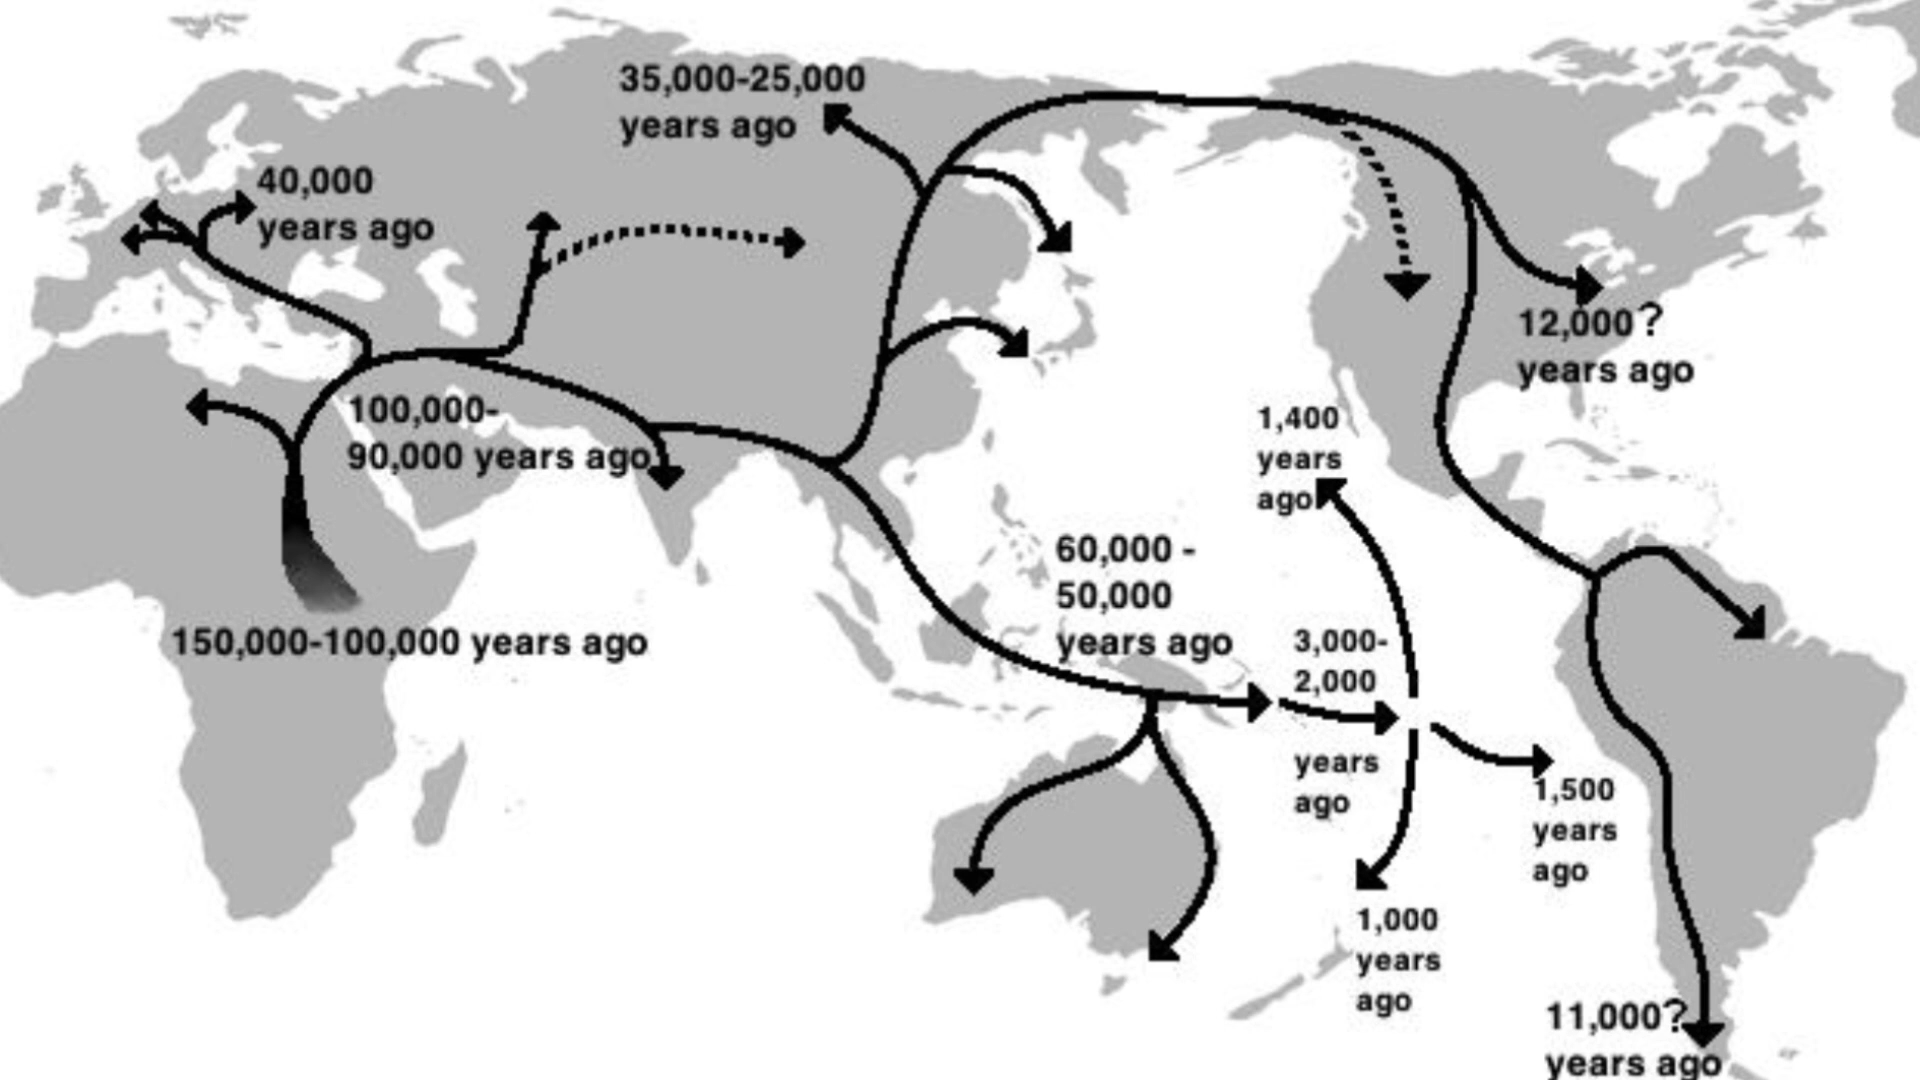 35,000-25,000
years ago
40,000
years ago
12,000?
years ago
100,000-
90,000 years ago
1,400
years
ago
60,000 -
50,000
years ago
150,000-100,000 years ago
3,000-
2,000
years
ago
1,500
years
ago
1,000
years
ago
11,000?
years ago